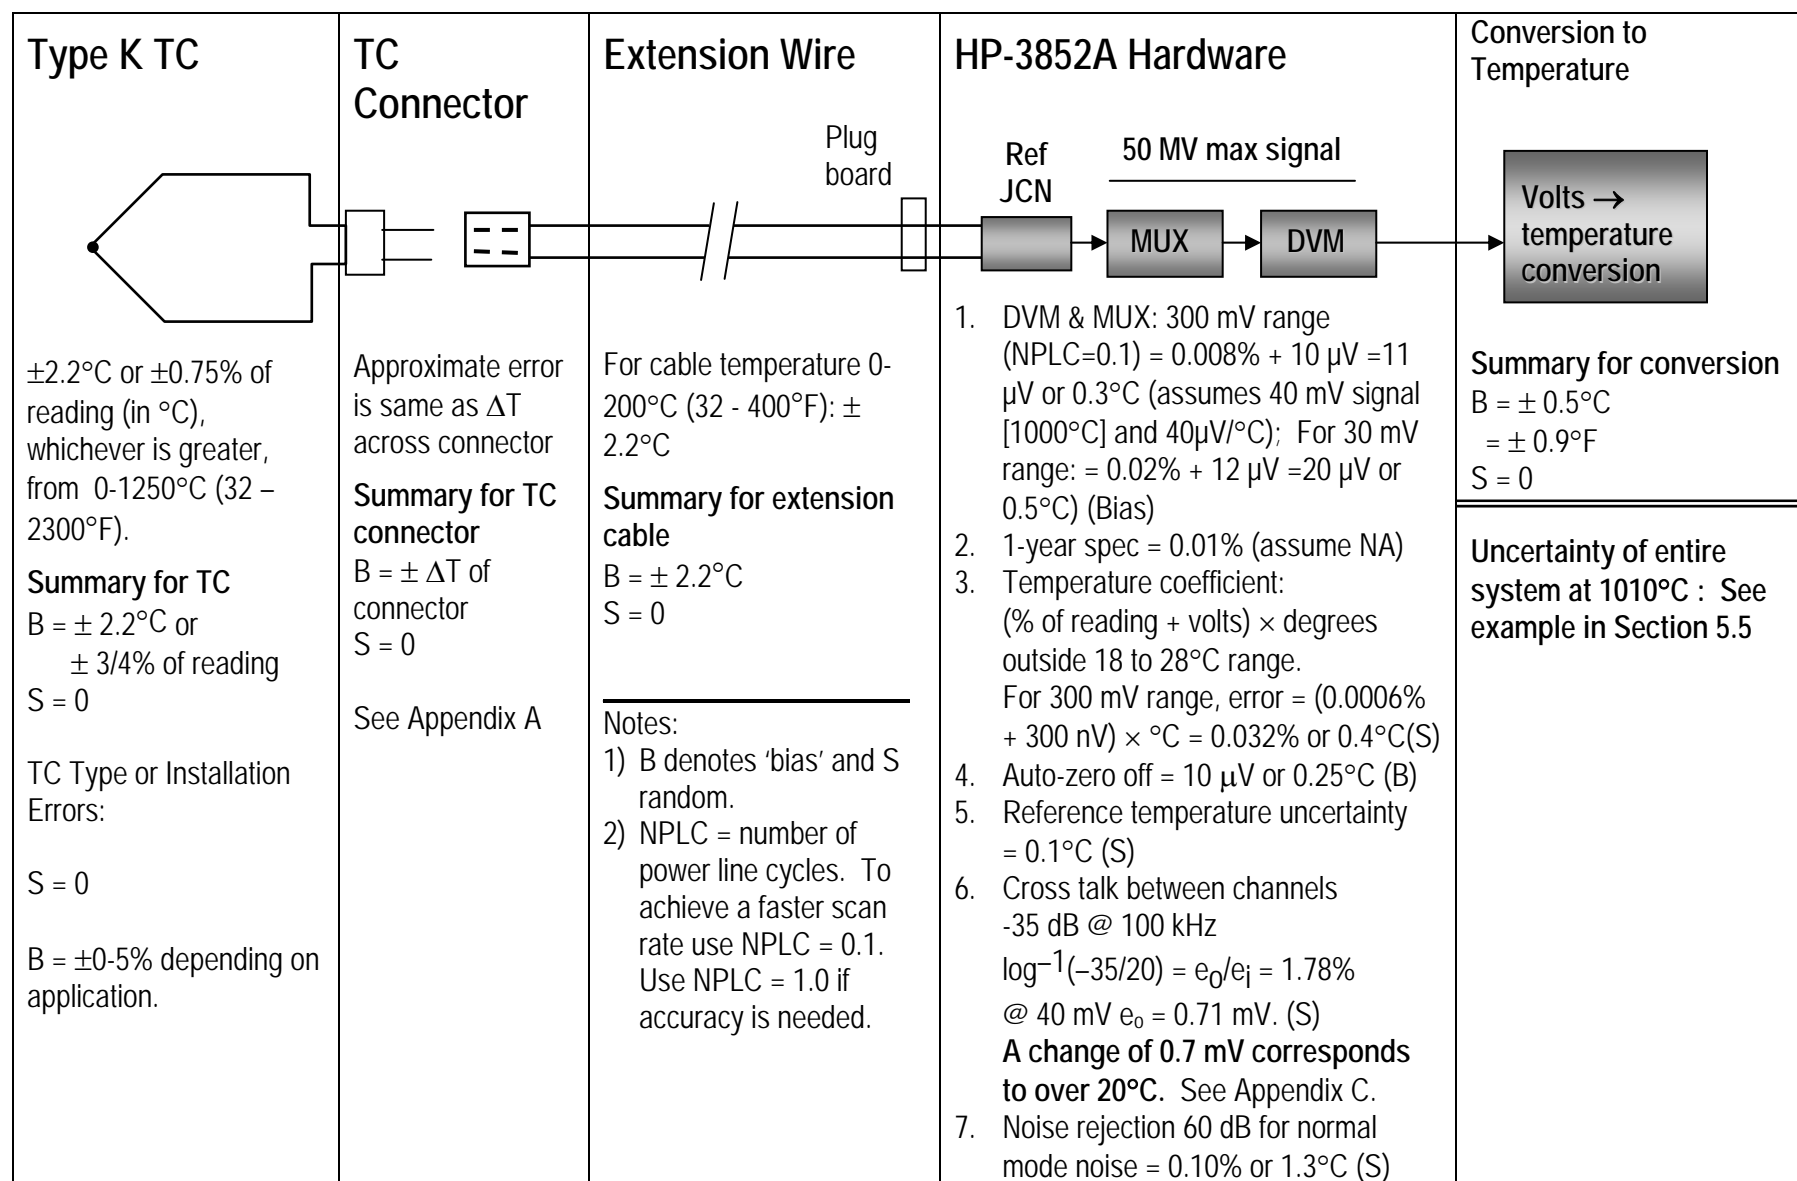 Type K TC
±2.2°C or ±0.75% of
reading (in °C),
whichever is greater,
from 0-1250°C (32 –
2300°F).
Summary for TC
B = ± 2.2°C or
± 3/4% of reading
S = 0
TC Type or Installation
Errors:
S = 0
B = ±0-5% depending on
application.
TC
Connector
Approximate error
is same as ΔT
across connector
Summary for TC
connector
B = ± ΔT of
connector
S = 0
See Appendix A
Extension Wire
Plug
board
For cable temperature 0-
200°C (32 - 400°F): ±
2.2°C
Summary for extension
cable
B = ± 2.2°C
S = 0
Notes:
1) B denotes 'bias' and S
random.
2) NPLC = number of
power line cycles. To
achieve a faster scan
rate use NPLC = 0.1.
Use NPLC = 1.0 if
accuracy is needed.
HP-3852A Hardware
Ref
JCN
50 MV max signal
MUX
DVM
1. DVM & MUX: 300 mV range
(NPLC=0.1) = 0.008% + 10 µV =11
µV or 0.3°C (assumes 40 mV signal
[1000°C] and 40µV/°C); For 30 mV
range: = 0.02% + 12 µV =20 µV or
0.5°C) (Bias)
2. 1-year spec = 0.01% (assume NA)
3. Temperature coefficient:
(% of reading + volts) × degrees
outside 18 to 28°C range.
For 300 mV range, error = (0.0006%
+ 300 nV) × °C = 0.032% or 0.4°C(S)
4. Auto-zero off = 10 µV or 0.25°C (B)
5. Reference temperature uncertainty
= 0.1°C (S)
6. Cross talk between channels
-35 dB @ 100 kHz
log⁻¹(–35/20) = e₀/eᵢ = 1.78%
@ 40 mV e₀ = 0.71 mV. (S)
A change of 0.7 mV corresponds
to over 20°C. See Appendix C.
7. Noise rejection 60 dB for normal
mode noise = 0.10% or 1.3°C (S)
Conversion to
Temperature
Volts →
temperature
conversion
Summary for conversion
B = ± 0.5°C
= ± 0.9°F
S = 0
Uncertainty of entire
system at 1010°C : See
example in Section 5.5